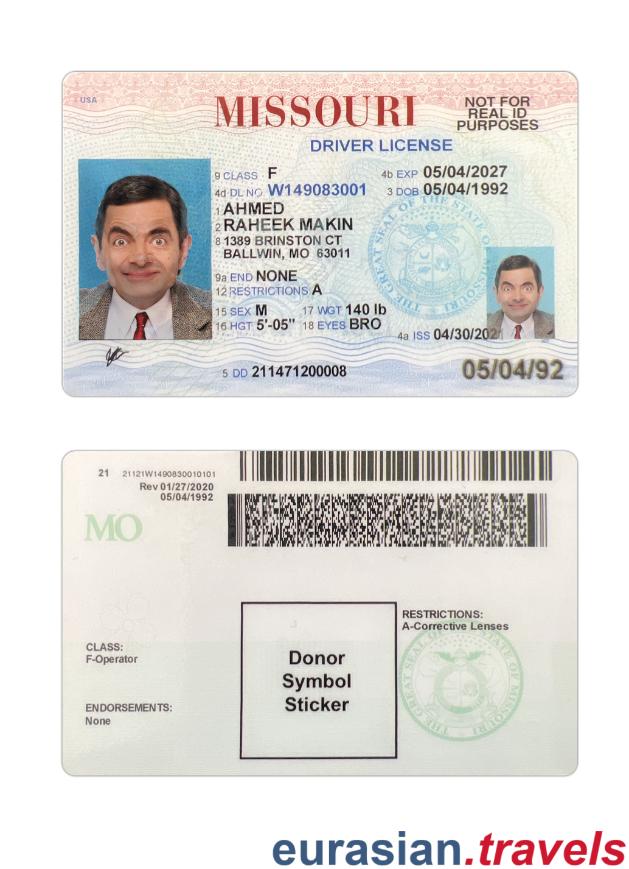 USA
MISSOURI
NOT FOR
REAL ID
PURPOSES
DRIVER LICENSE
9 CLASS F
4b EXP 05/04/2027
4d DL NO. W149083001
3 DOB 05/04/1992
1 AHMED
2 RAHEEK MAKIN
8 1389 BRINSTON CT
BALLWIN, MO 63011
9a END NONE
12 RESTRICTIONS A
15 SEX M 17 WGT 140 lb
16 HGT 5'-05" 18 EYES BRO
4a ISS 04/30/2021
5 DD 211471200008
05/04/92
THE GREAT SEAL OF THE STATE OF MISSOURI
21 21121W1490830010101
Rev 01/27/2020
05/04/1992
MO
CLASS:
F-Operator
ENDORSEMENTS:
None
Donor
Symbol
Sticker
RESTRICTIONS:
A-Corrective Lenses
THE GREAT SEAL OF THE STATE OF MISSOURI
eurasian.travels